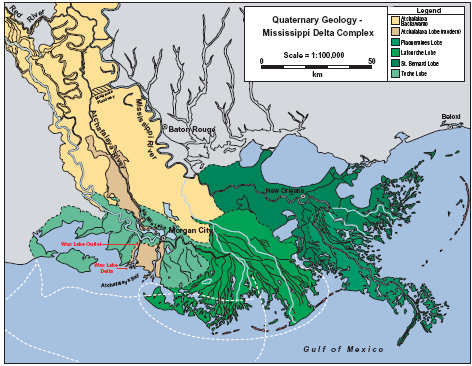 Quaternary Geology -
Mississippi Delta Complex
Scale = 1:100,000
0
50
km
Legend
Atchafalaya
Backswamp
Atchafalaya Lobe (modern)
Plaquemines Lobe
Lafourche Lobe
St. Bernard Lobe
Teche Lobe
Red River
Mississippi River
Atchafalaya River
Baton Rouge
Beloxi
New Orleans
Morgan City
Wax Lake Outlet
Wax Lake
Delta
Atchafalaya Bay
Gulf of Mexico